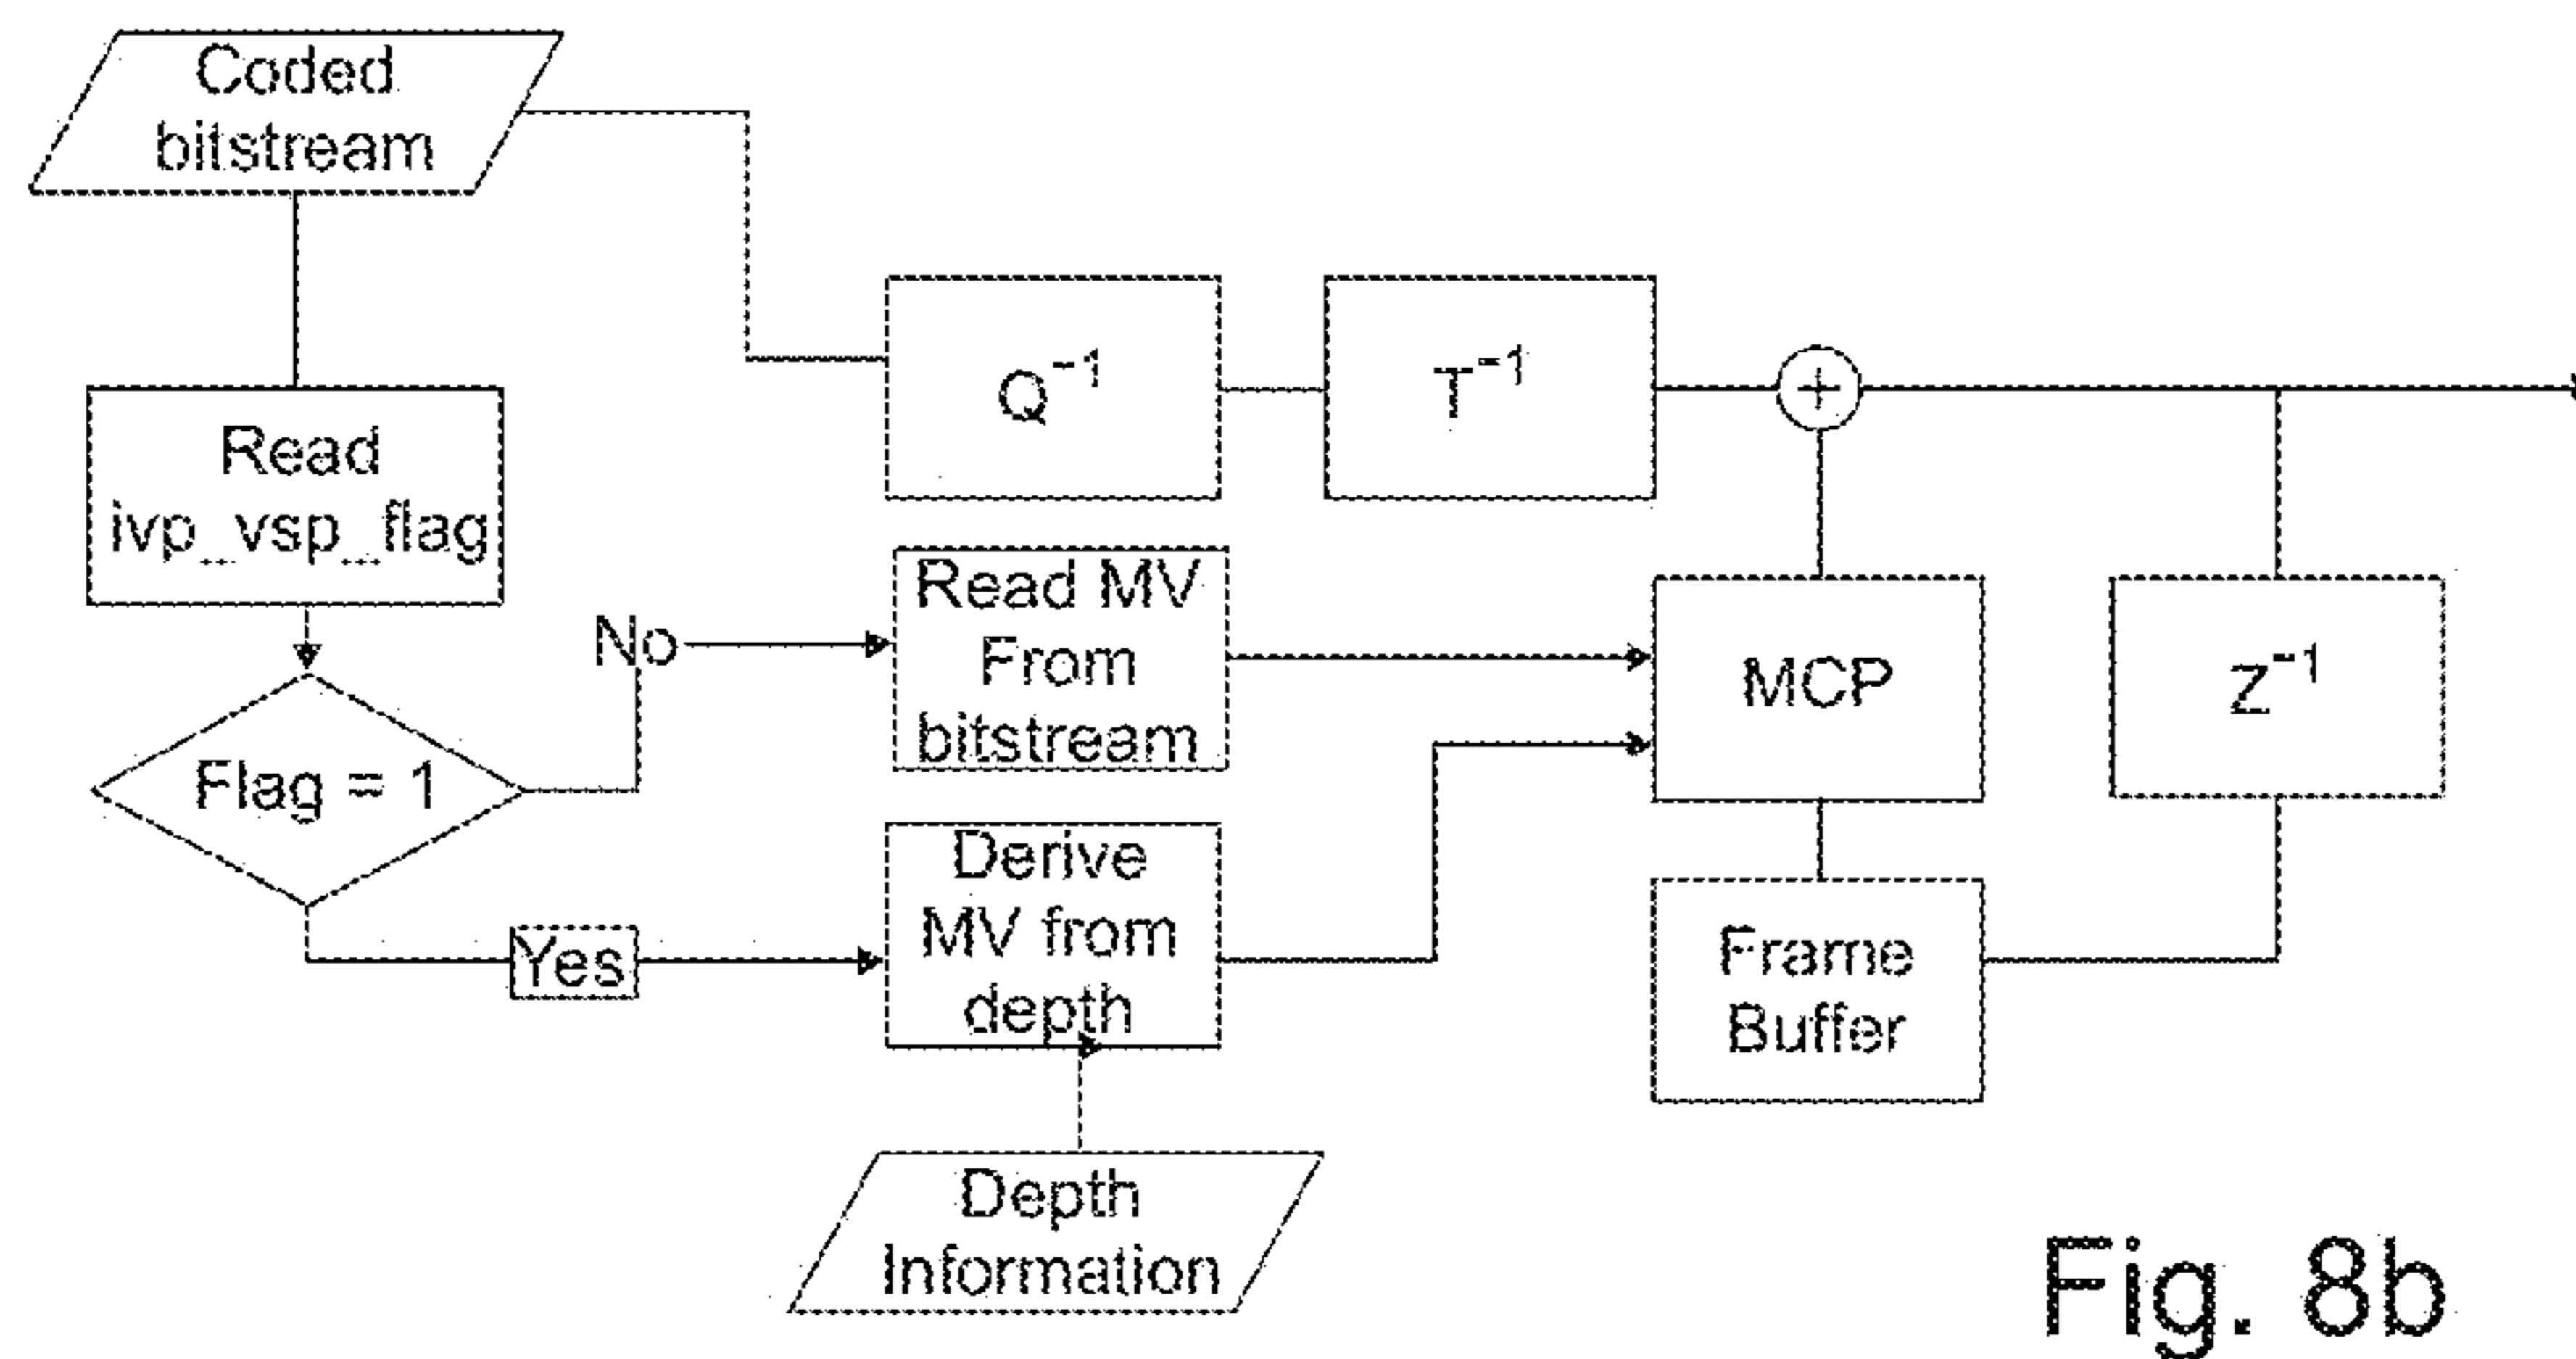 Coded
bitstream
Read
ivp_vsp_flag
Flag = 1
No
Yes
Q⁻¹
T⁻¹
+
Read MV
From
bitstream
Derive
MV from
depth
Depth
Information
MCP
Frame
Buffer
z⁻¹
Fig. 8b